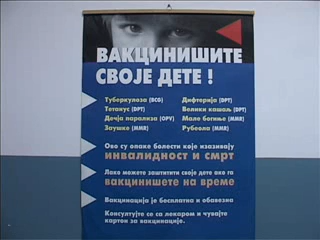 ВАКЦИНИШИТЕ
СВОЈЕ ДЕТЕ !
Туберкулоза (BCG) Дифтерија (DPT)
Тетанус (DPT) Велики кашаљ (DPT)
Дечја парализа (OPV) Мале богиње (MMR)
Заушке (MMR) Рубеола (MMR)
Ово су опаке болести које изазивају
ИНВАЛИДНОСТ И СМРТ
Лако можете заштитити своје дете ако га
ВАКЦИНИШЕТЕ НА ВРЕМЕ
Вакцинација је бесплатна и обавезна
Консултујте се са лекаром и чувајте
картон за вакцинације.